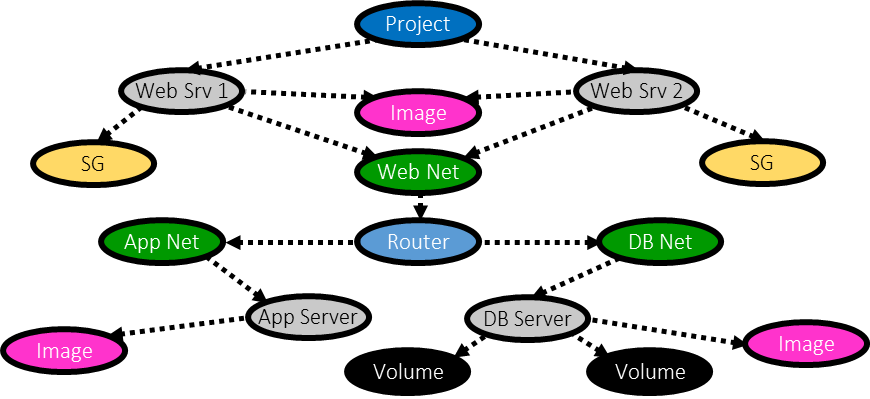 Project
Web Srv 1
Web Srv 2
Image
SG
SG
Web Net
App Net
Router
DB Net
App Server
DB Server
Image
Image
Volume
Volume